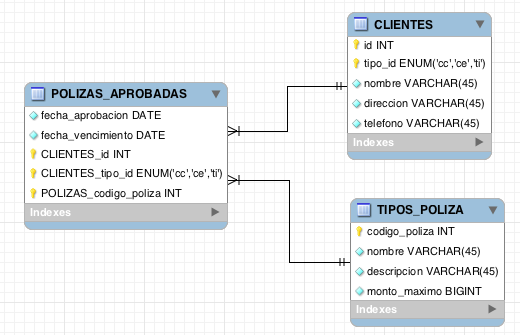 POLIZAS_APROBADAS
fecha_aprobacion DATE
fecha_vencimiento DATE
CLIENTES_id INT
CLIENTES_tipo_id ENUM('cc','ce','ti')
POLIZAS_codigo_poliza INT
Indexes
CLIENTES
id INT
tipo_id ENUM('cc','ce','ti')
nombre VARCHAR(45)
direccion VARCHAR(45)
telefono VARCHAR(45)
Indexes
TIPOS_POLIZA
codigo_poliza INT
nombre VARCHAR(45)
descripcion VARCHAR(45)
monto_maximo BIGINT
Indexes